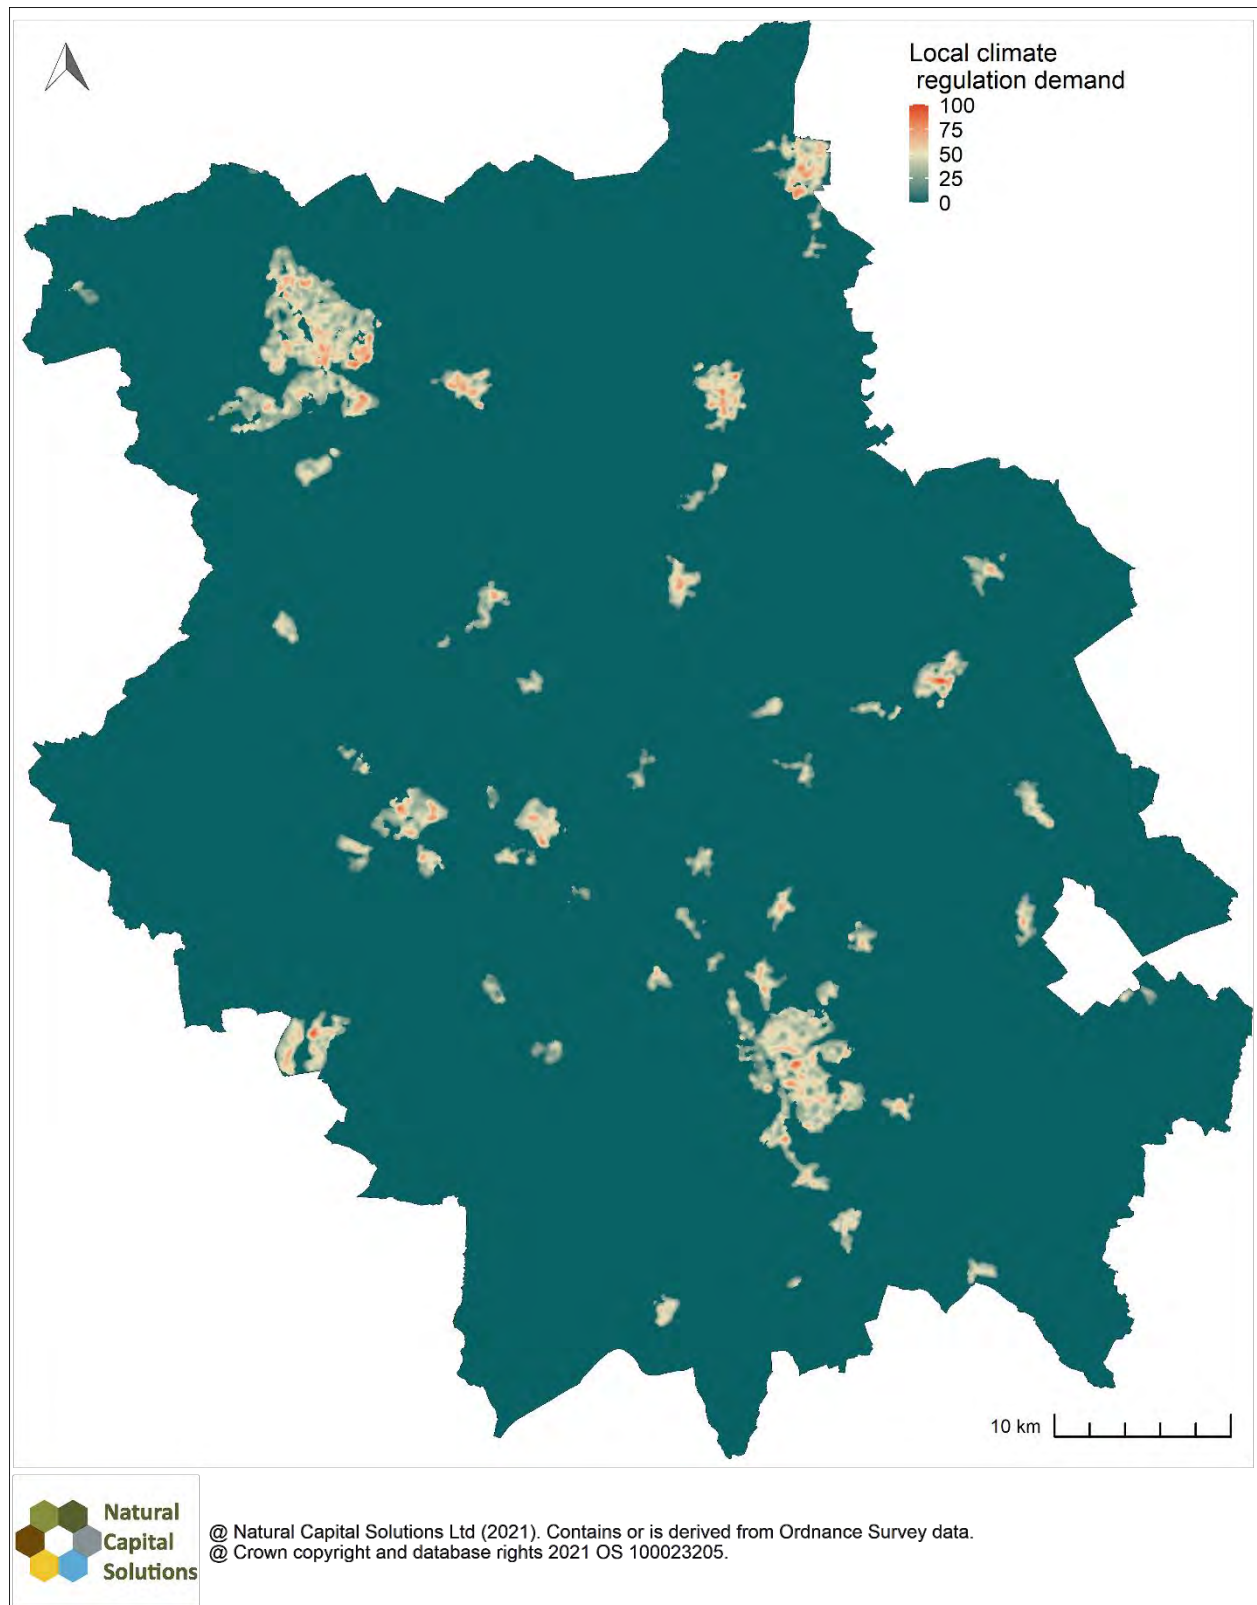 Local climate
regulation demand
100
75
50
25
0
10 km
Natural
Capital
Solutions
@ Natural Capital Solutions Ltd (2021). Contains or is derived from Ordnance Survey data.
@ Crown copyright and database rights 2021 OS 100023205.